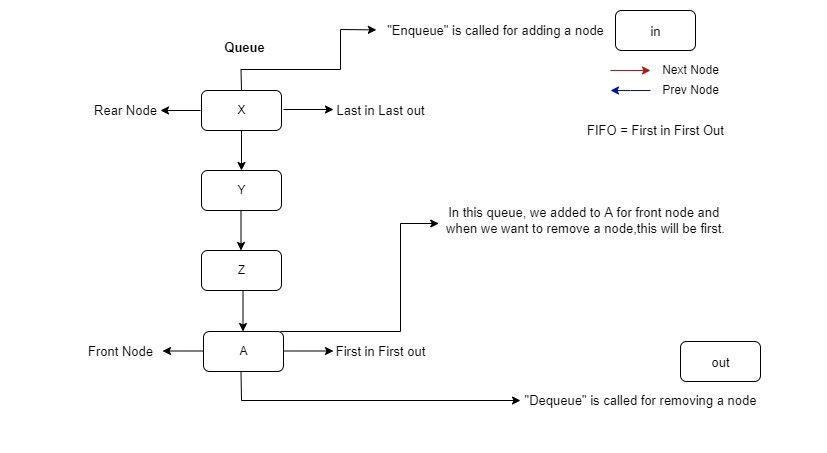 "Enqueue" is called for adding a node
in
Queue
Next Node
Prev Node
Rear Node
X
Last in Last out
FIFO = First in First Out
Y
In this queue, we added to A for front node and
when we want to remove a node,this will be first.
Z
Front Node
A
First in First out
out
"Dequeue" is called for removing a node